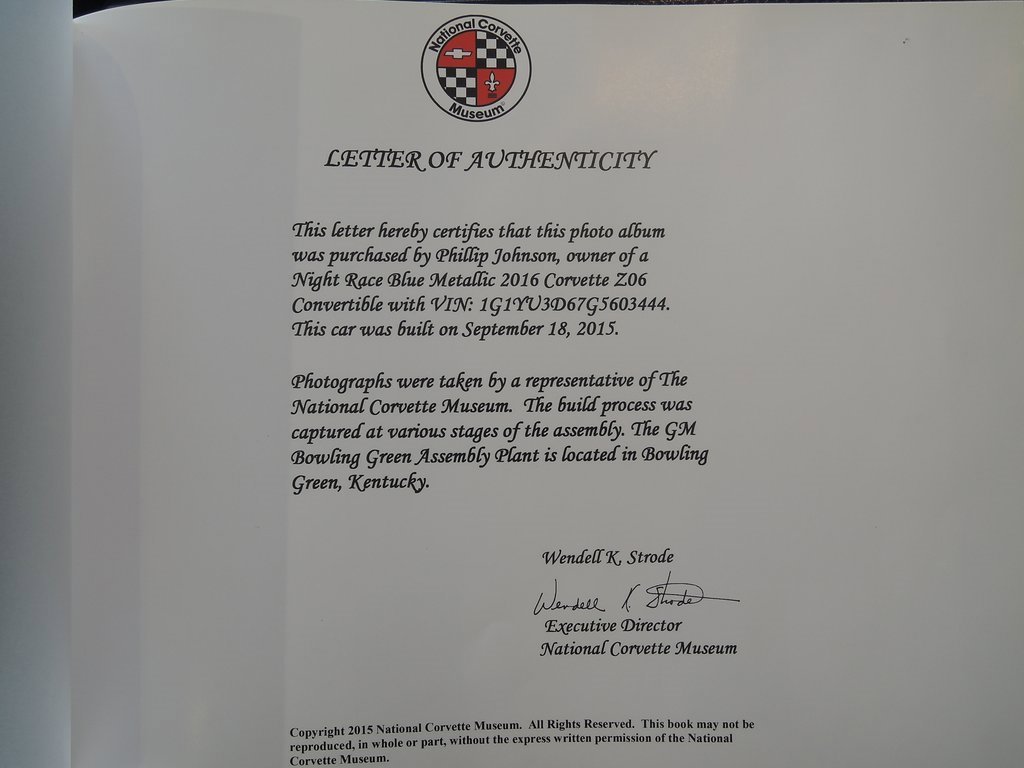 National Corvette
Museum
LETTER OF AUTHENTICITY
This letter hereby certifies that this photo album
was purchased by Phillip Johnson, owner of a
Night Race Blue Metallic 2016 Corvette Z06
Convertible with VIN: 1G1YU3D67G5603444.
This car was built on September 18, 2015.
Photographs were taken by a representative of The
National Corvette Museum. The build process was
captured at various stages of the assembly. The GM
Bowling Green Assembly Plant is located in Bowling
Green, Kentucky.
Wendell K. Strode
Wendell K. Strode
Executive Director
National Corvette Museum
Copyright 2015 National Corvette Museum. All Rights Reserved. This book may not be
reproduced, in whole or part, without the express written permission of the National
Corvette Museum.